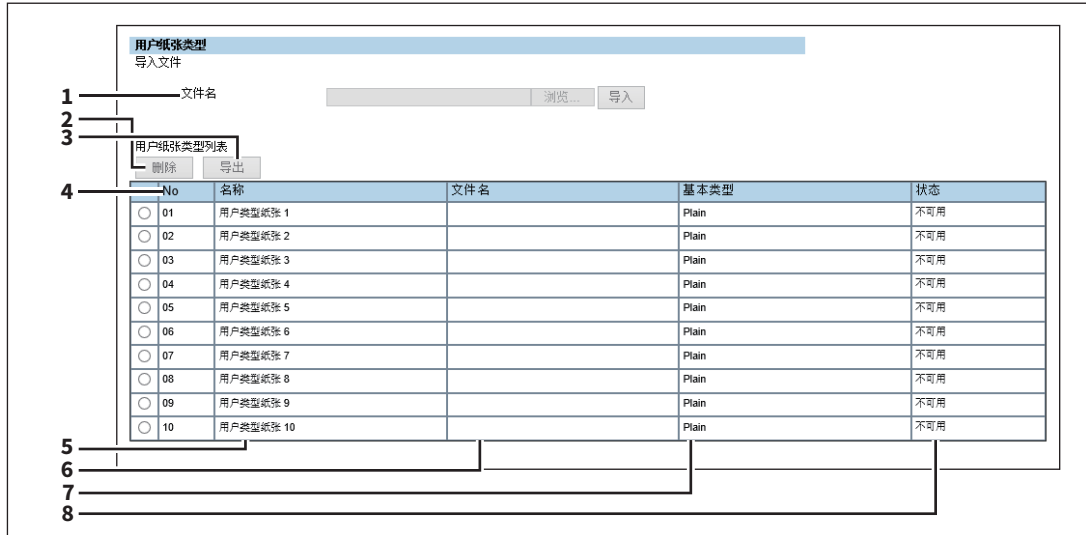 用户纸张类型
导入文件
1 文件名 浏览... 导入
2
3
用户纸张类型列表
删除 导出
4 No 名称 文件名 基本类型 状态
01 用户类型纸张 1 Plain 不可用
02 用户类型纸张 2 Plain 不可用
03 用户类型纸张 3 Plain 不可用
04 用户类型纸张 4 Plain 不可用
05 用户类型纸张 5 Plain 不可用
06 用户类型纸张 6 Plain 不可用
07 用户类型纸张 7 Plain 不可用
08 用户类型纸张 8 Plain 不可用
09 用户类型纸张 9 Plain 不可用
10 用户类型纸张 10 Plain 不可用
5
6
7
8